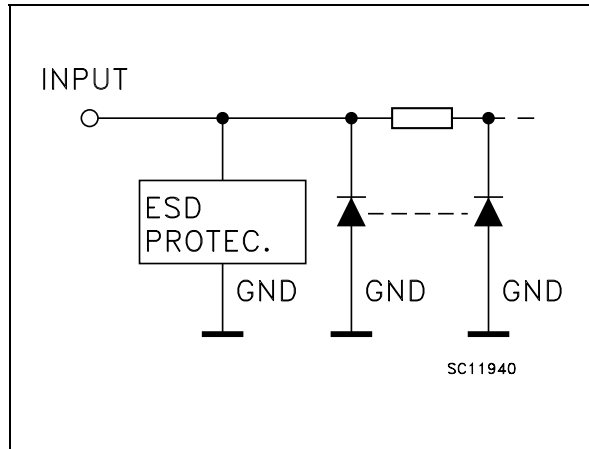 INPUT
ESD
PROTEC.
GND
GND
GND
SC11940